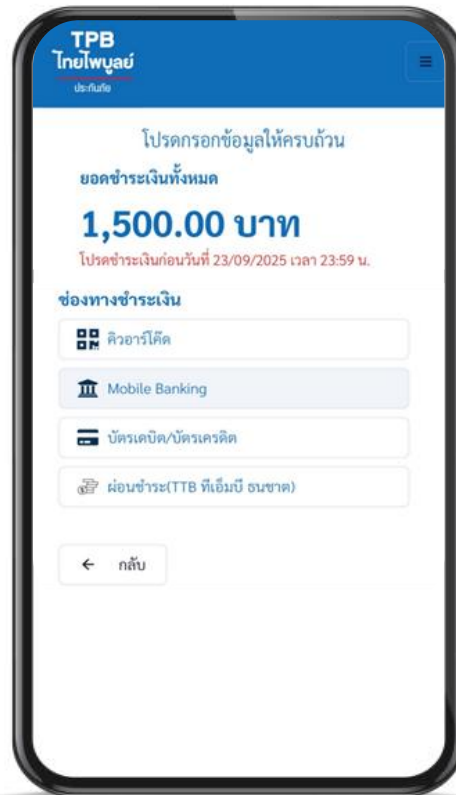 TPB
ไทยไพบูลย์
ประกันภัย
โปรดกรอกข้อมูลให้ครบถ้วน
ยอดชำระเงินทั้งหมด
1,500.00 บาท
โปรดชำระเงินก่อนวันที่ 23/09/2025 เวลา 23:59 น.
ช่องทางชำระเงิน
คิวอาร์โค๊ด
Mobile Banking
บัตรเดบิต/บัตรเครดิต
ผ่อนชำระ(TTB ทีเอ็มบี ธนชาต)
← กลับ